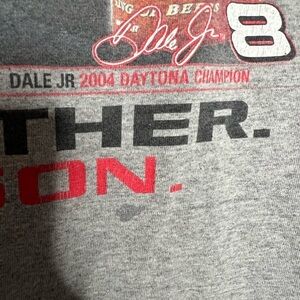 Dale Jr 8
DALE JR 2004 DAYTONA CHAMPION
THER.
SON.